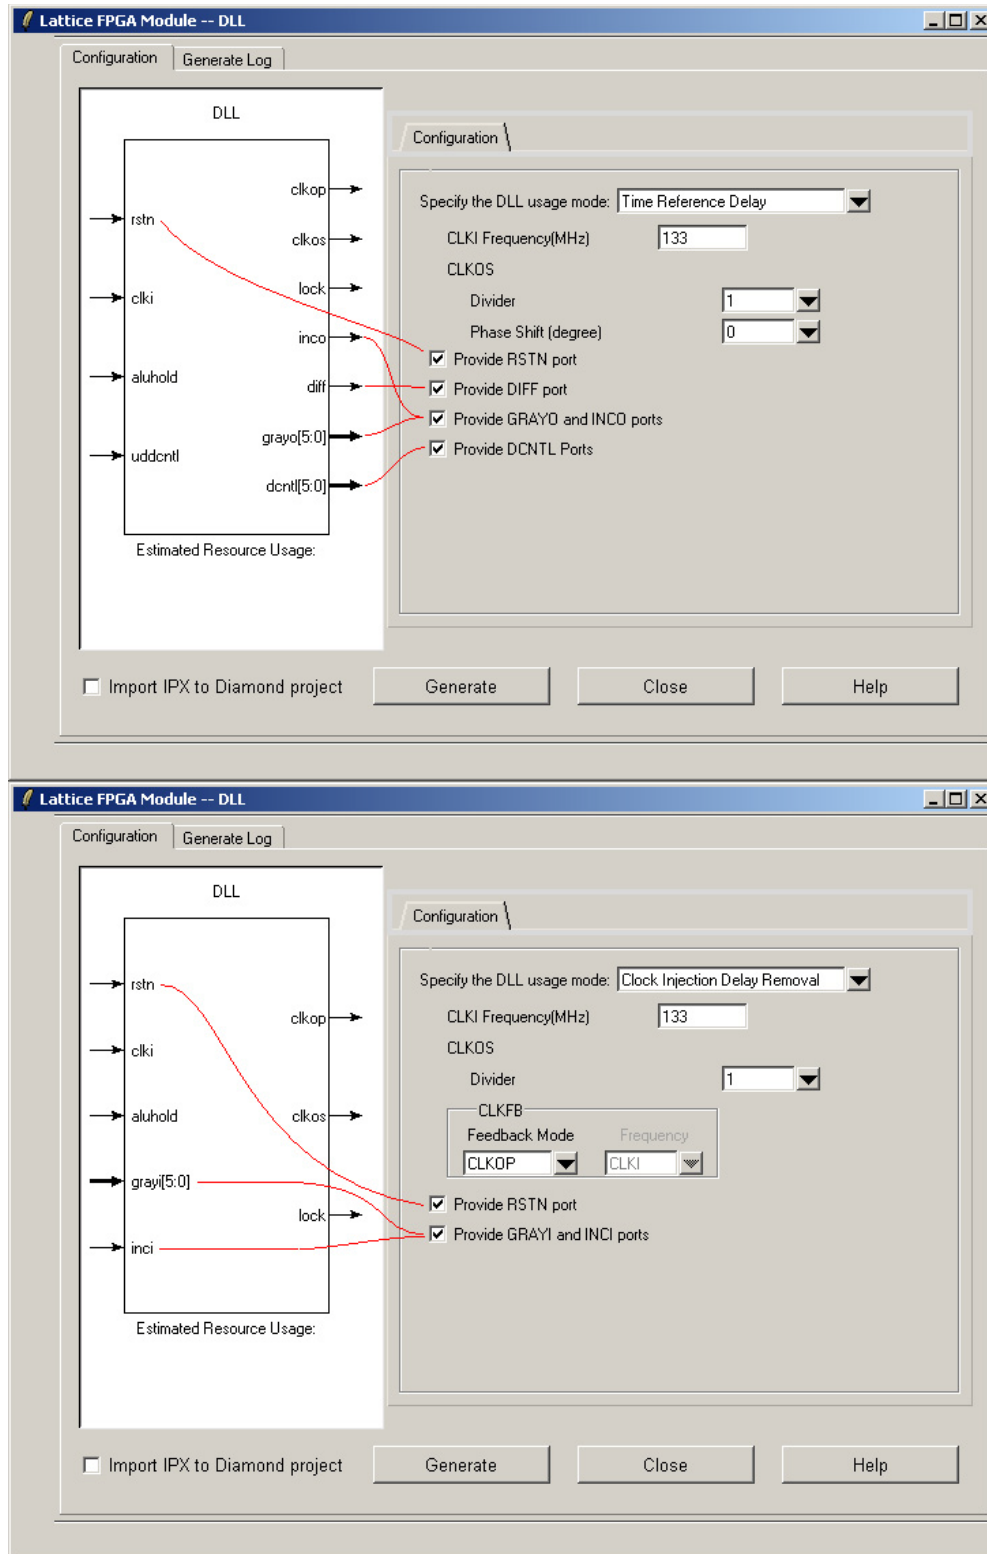 Lattice FPGA Module -- DLL
Configuration Generate Log
DLL
Configuration
clkop
Specify the DLL usage mode: Time Reference Delay
rstn
clkos
CLKI Frequency(MHz) 133
CLKOS
lock
clki
Divider 1
inco
Phase Shift (degree) 0
Provide RSTN port
aluhold
diff
Provide DIFF port
Provide GRAYO and INCO ports
grayo[5:0]
uddcntl
Provide DCNTL Ports
dcntl[5:0]
Estimated Resource Usage:
Import IPX to Diamond project Generate Close Help
Lattice FPGA Module -- DLL
Configuration Generate Log
DLL
Configuration
Specify the DLL usage mode: Clock Injection Delay Removal
rstn
clkop
CLKI Frequency(MHz) 133
clki
CLKOS
Divider 1
aluhold
clkos
CLKFB
Feedback Mode Frequency
CLKOP CLKI
grayi[5:0]
Provide RSTN port
lock
Provide GRAYI and INCI ports
inci
Estimated Resource Usage:
Import IPX to Diamond project Generate Close Help